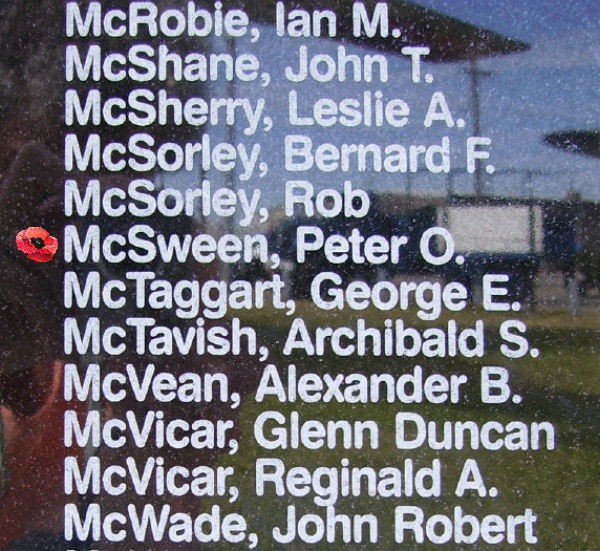 McRobie, Ian M.
McShane, John T.
McSherry, Leslie A.
McSorley, Bernard F.
McSorley, Rob
McSween, Peter O.
McTaggart, George E.
McTavish, Archibald S.
McVean, Alexander B.
McVicar, Glenn Duncan
McVicar, Reginald A.
McWade, John Robert